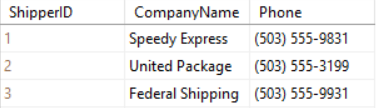 ShipperID CompanyName Phone
1 Speedy Express (503) 555-9831
2 United Package (503) 555-3199
3 Federal Shipping (503) 555-9931